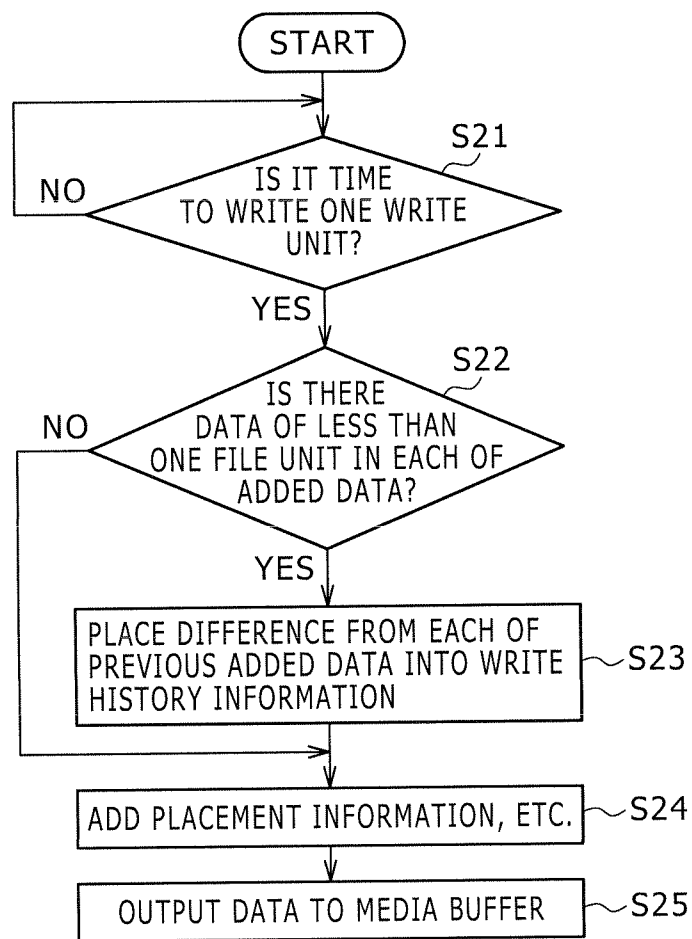 START
S21
IS IT TIME
TO WRITE ONE WRITE
UNIT?
NO
YES
S22
IS THERE
DATA OF LESS THAN
ONE FILE UNIT IN EACH OF
ADDED DATA?
NO
YES
PLACE DIFFERENCE FROM EACH OF
PREVIOUS ADDED DATA INTO WRITE
HISTORY INFORMATION
S23
ADD PLACEMENT INFORMATION, ETC.
S24
OUTPUT DATA TO MEDIA BUFFER
S25